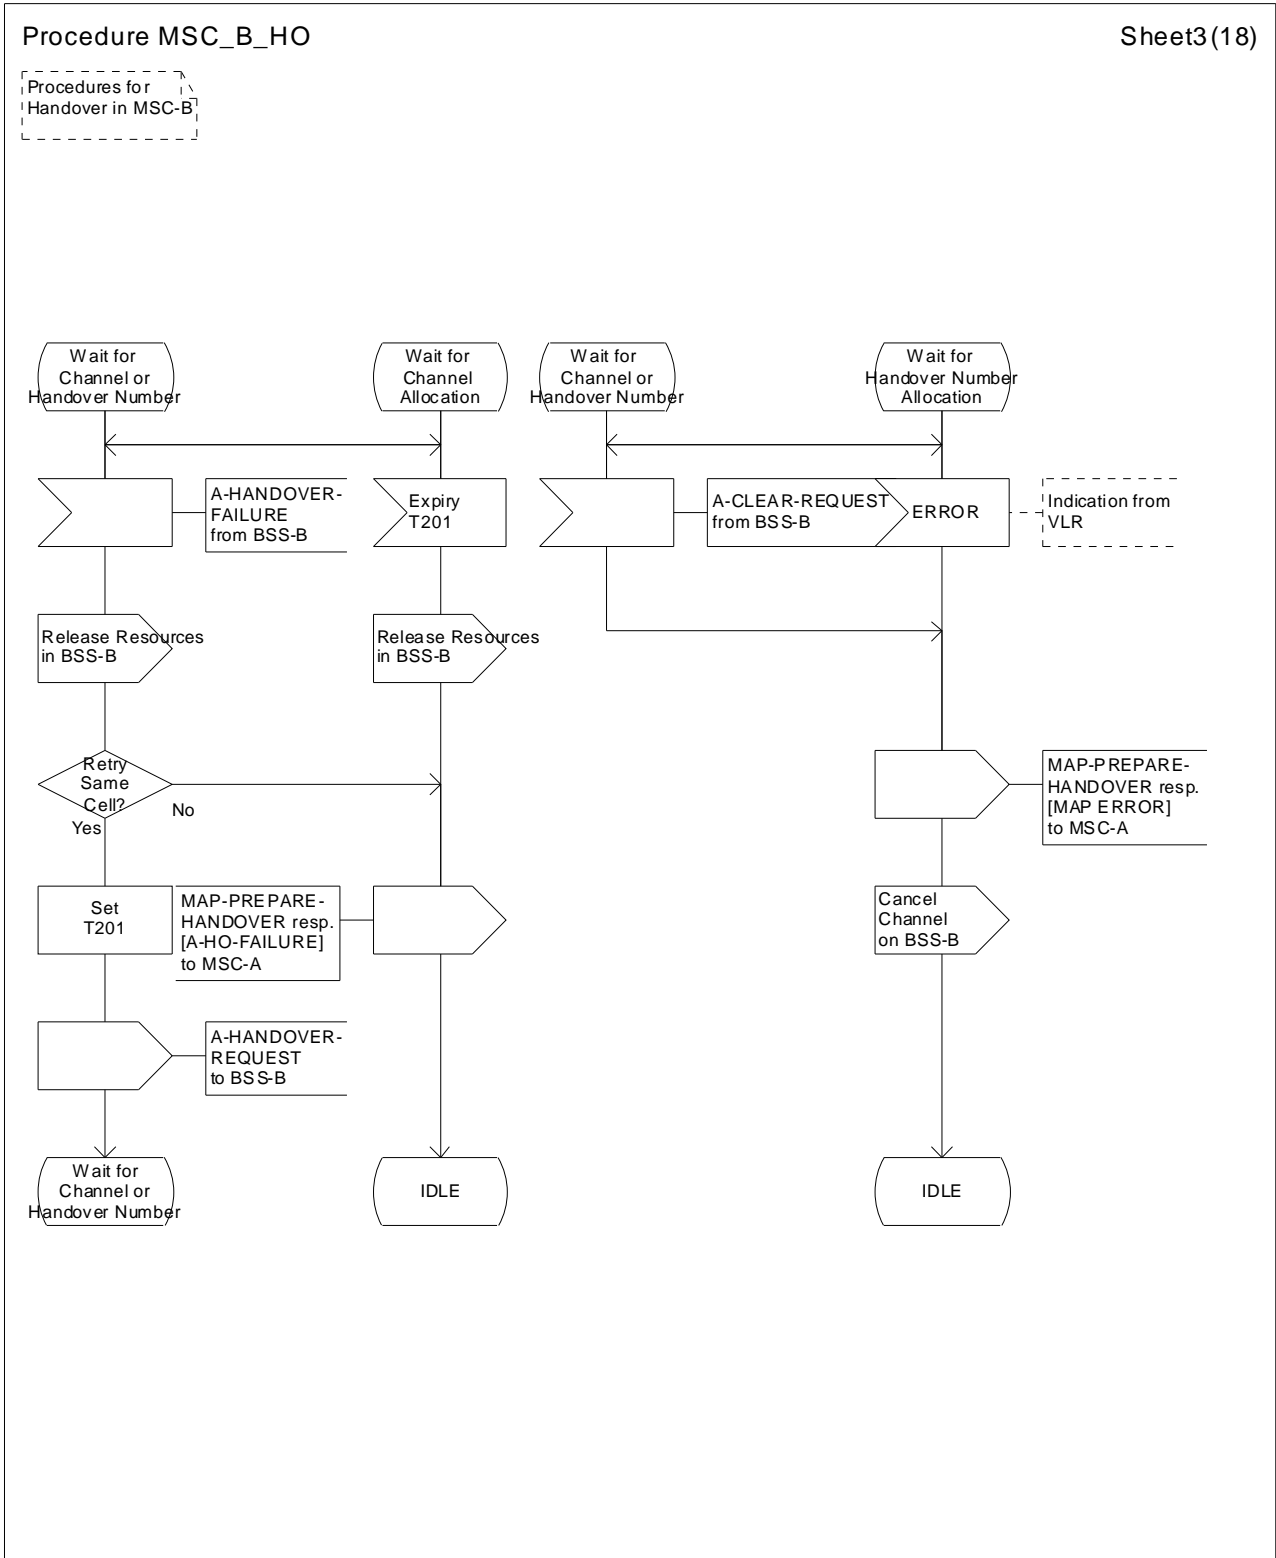 Procedure MSC_B_HO
Sheet3(18)
Procedures for
Handover in MSC-B
Wait for
Channel or
Handover Number
Wait for
Channel
Allocation
Wait for
Channel or
Handover Number
Wait for
Handover Number
Allocation
A-HANDOVER-
FAILURE
from BSS-B
Expiry
T201
A-CLEAR-REQUEST
from BSS-B
ERROR
Indication from
VLR
Release Resources
in BSS-B
Release Resources
in BSS-B
Retry
Same
Cell?
No
Yes
MAP-PREPARE-
HANDOVER resp.
[MAP ERROR]
to MSC-A
Set
T201
MAP-PREPARE-
HANDOVER resp.
[A-HO-FAILURE]
to MSC-A
Cancel
Channel
on BSS-B
A-HANDOVER-
REQUEST
to BSS-B
Wait for
Channel or
Handover Number
IDLE
IDLE